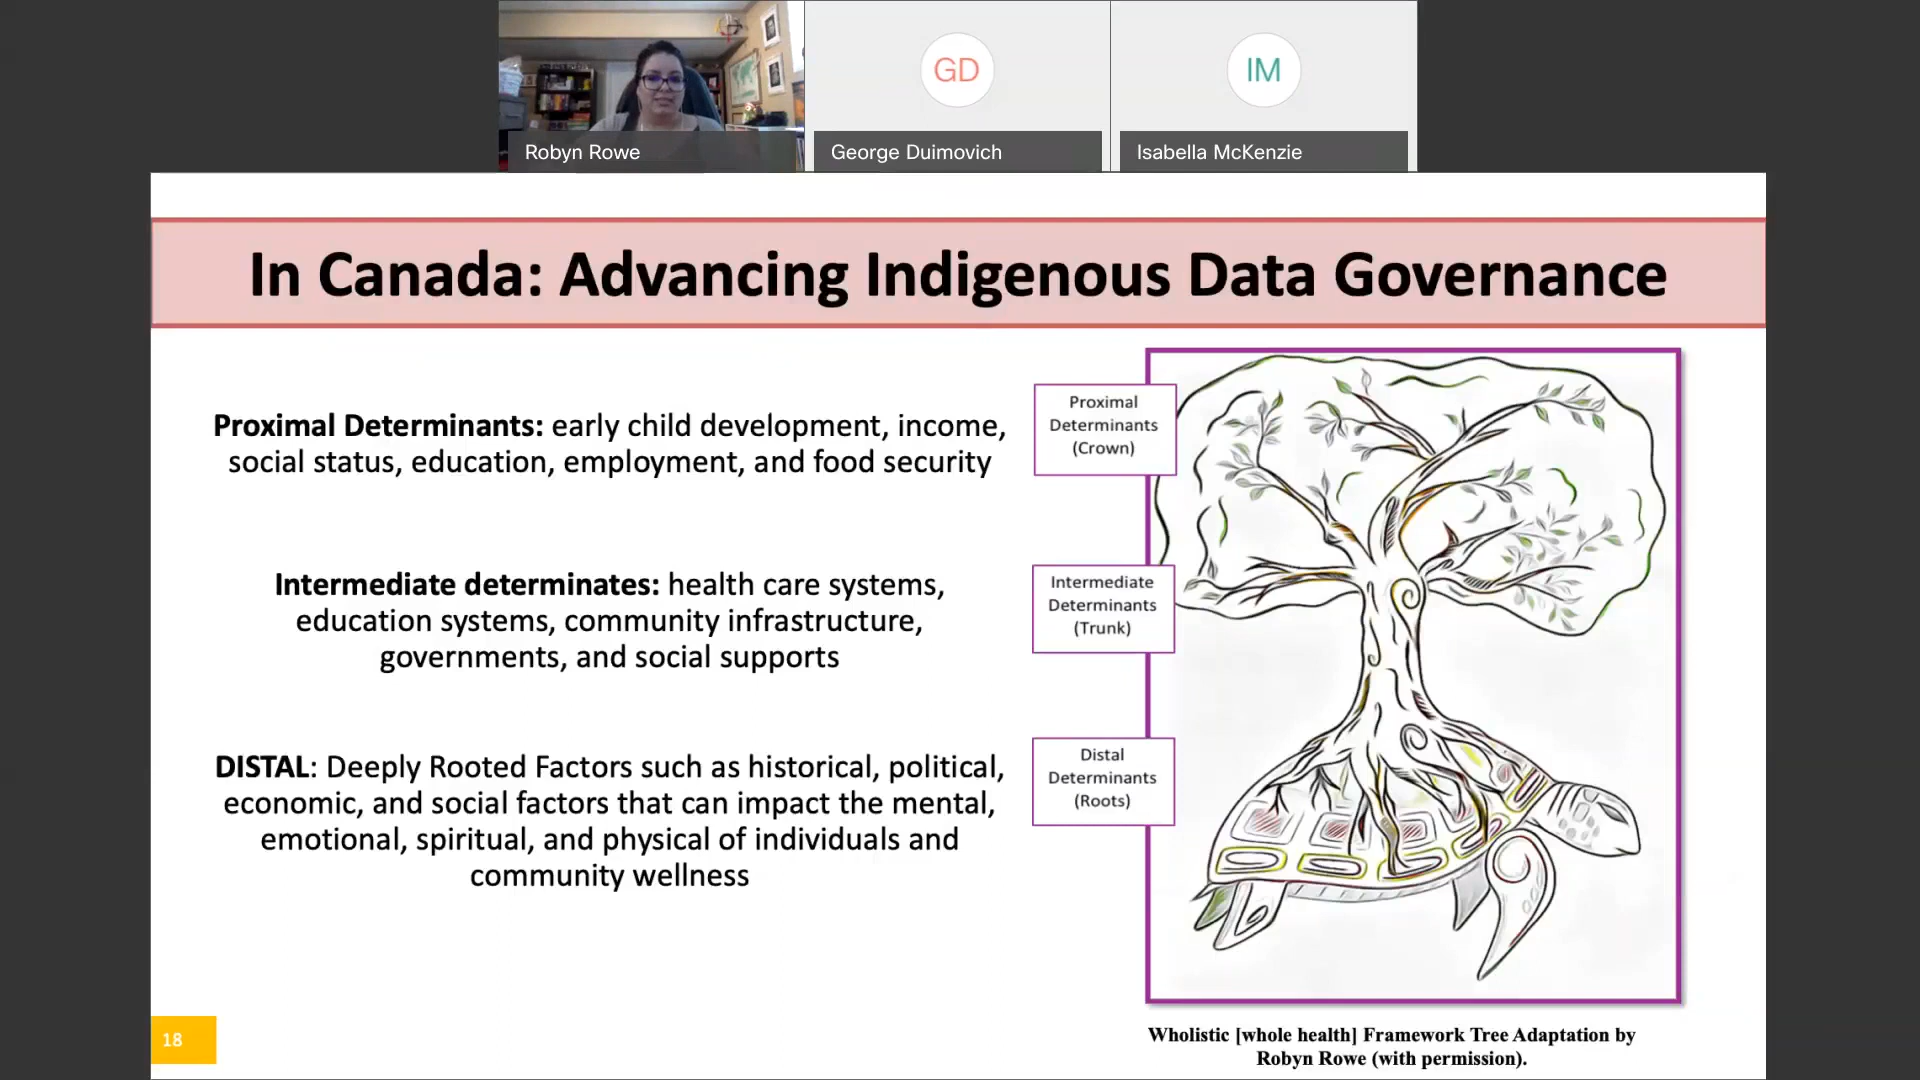 GD
IM
Robyn Rowe
George Duimovich
Isabella McKenzie
In Canada: Advancing Indigenous Data Governance
Proximal Determinants: early child development, income,
social status, education, employment, and food security
Intermediate determinates: health care systems,
education systems, community infrastructure,
governments, and social supports
DISTAL: Deeply Rooted Factors such as historical, political,
economic, and social factors that can impact the mental,
emotional, spiritual, and physical of individuals and
community wellness
Proximal
Determinants
(Crown)
Intermediate
Determinants
(Trunk)
Distal
Determinants
(Roots)
Wholistic [whole health] Framework Tree Adaptation by
Robyn Rowe (with permission).
18